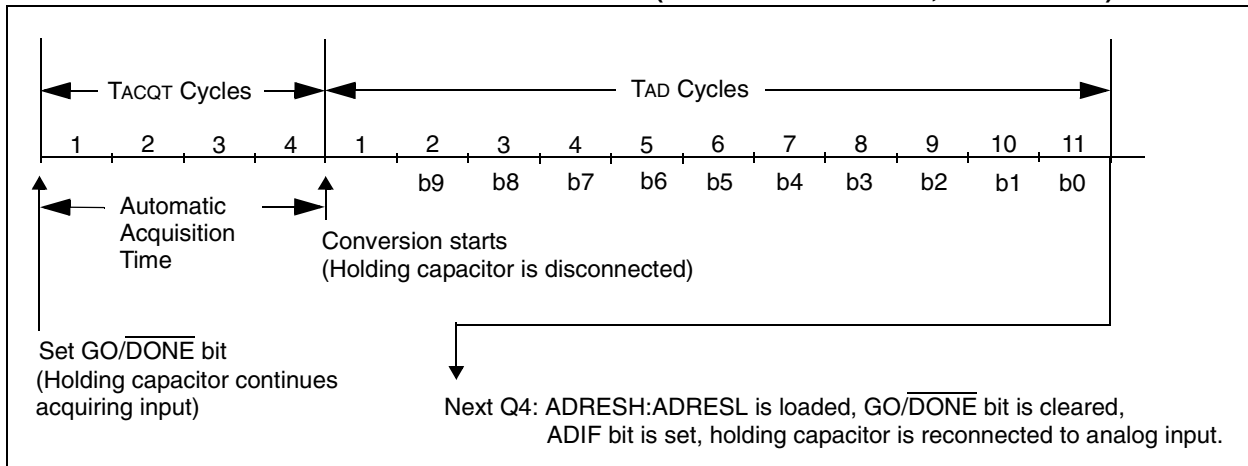 TACQT Cycles TAD Cycles
1 2 3 4 1 2 3 4 5 6 7 8 9 10 11
b9 b8 b7 b6 b5 b4 b3 b2 b1 b0
Automatic
Acquisition
Time
Conversion starts
(Holding capacitor is disconnected)
Set GO/DONE bit
(Holding capacitor continues
acquiring input)
Next Q4: ADRESH:ADRESL is loaded, GO/DONE bit is cleared,
ADIF bit is set, holding capacitor is reconnected to analog input.